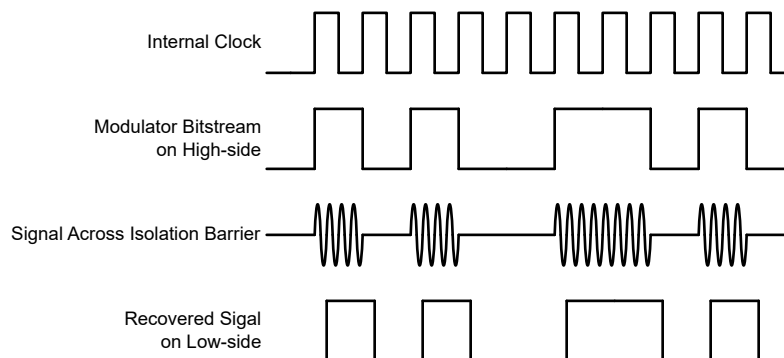 Internal Clock
Modulator Bitstream
on High-side
Signal Across Isolation Barrier
Recovered Sigal
on Low-side